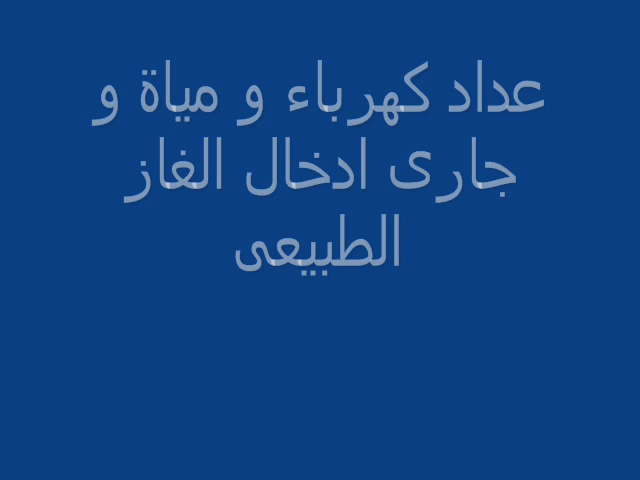 عداد كهرباء و مياة و
جارى ادخال الغاز
الطبيعى